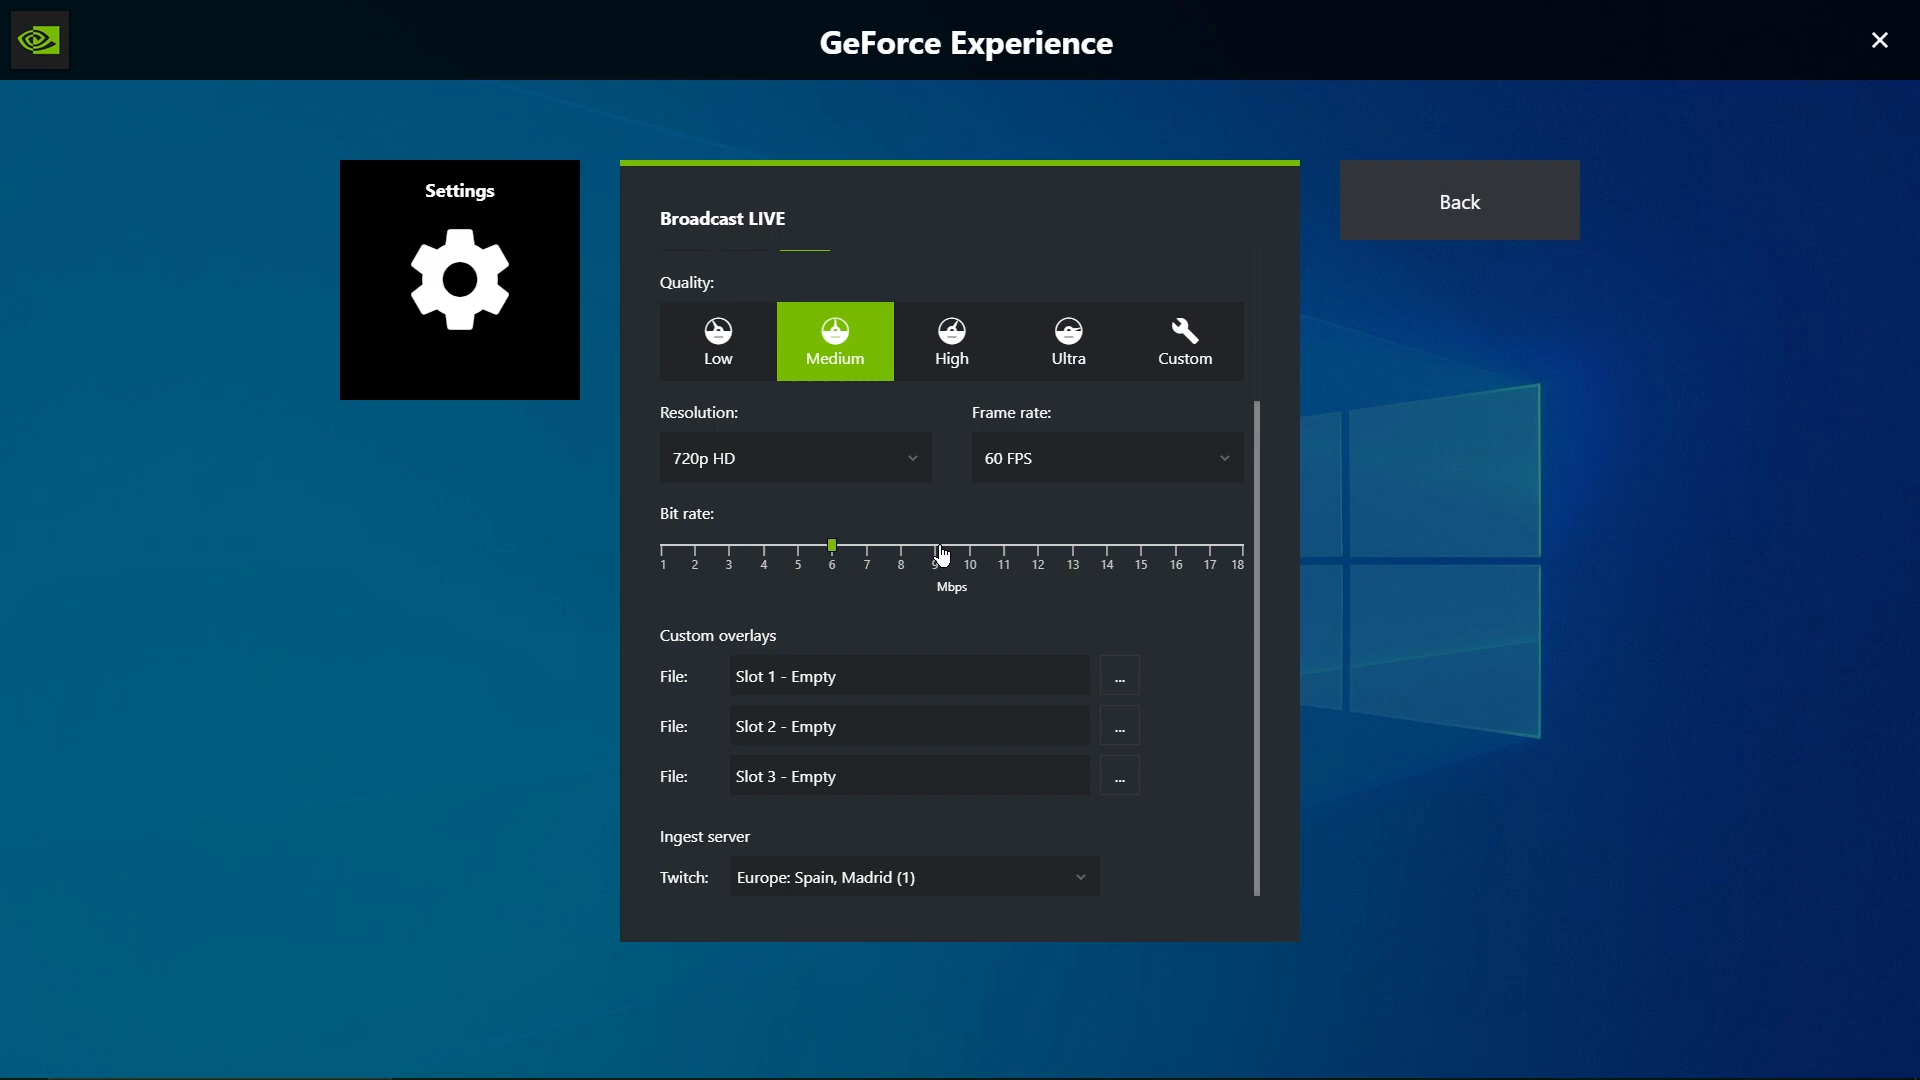 GeForce Experience
Settings
Broadcast LIVE
Back
Quality:
Low Medium High Ultra Custom
Resolution: Frame rate:
720p HD 60 FPS
Bit rate:
1 2 3 4 5 6 7 8 9 10 11 12 13 14 15 16 17 18
Mbps
Custom overlays
File: Slot 1 - Empty ...
File: Slot 2 - Empty ...
File: Slot 3 - Empty ...
Ingest server
Twitch: Europe: Spain, Madrid (1)